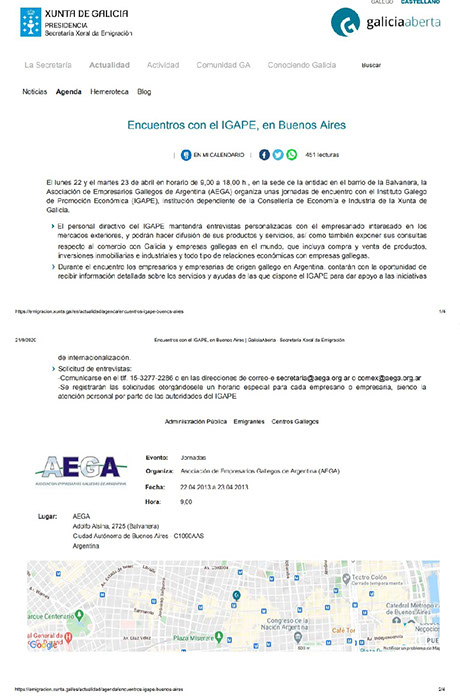 GALEGO CASTELLANO
XUNTA DE GALICIA
PRESIDENCIA
Secretaría Xeral da Emigración
galiciaaberta
La Secretaría Actualidad Actividad Comunidad GA Conociendo Galicia Buscar
Noticias Agenda Hemeroteca Blog
Encuentros con el IGAPE, en Buenos Aires
EN MI CALENDARIO 451 lecturas
El lunes 22 y el martes 23 de abril en horario de 9,00 a 18,00 h., en la sede de la entidad en el barrio de la Balvanera, la
Asociación de Empresarios Gallegos de Argentina (AEGA) organiza unas jornadas de encuentro con el Instituto Galego
de Promoción Económica (IGAPE), institución dependiente de la Consellería de Economía e Industria de la Xunta de
Galicia.
El personal directivo del IGAPE mantendrá entrevistas personalizadas con el empresariado interesado en los
mercados exteriores, y podrán hacer difusión de sus productos y servicios, así como también exponer sus consultas
respecto al comercio con Galicia y empresas gallegas en el mundo, que incluya compra y venta de productos,
inversiones inmobiliarias e industriales y todo tipo de relaciones económicas con empresas gallegas.
Durante el encuentro los empresarios y empresarias de origen gallego en Argentina, contarán con la oportunidad de
recibir información detallada sobre los servicios y ayudas de las que dispone el IGAPE para dar apoyo a las iniciativas
https://emigracion.xunta.gal/es/actualidad/agenda/encuentros-igape-buenos-aires 1/4
21/9/2020 Encuentros con el IGAPE, en Buenos Aires | GaliciaAberta - Secretaría Xeral da Emigración
de internacionalización.
Solicitud de entrevistas:
-Comunicarse en el tlf. 15-3277-2286 o en las direcciones de correo-e secretaria@aega.org.ar o comex@aega.org.ar
-Se registrarán las solicitudes otorgándosele un horario especial para cada empresario o empresaria, siendo la
atención personal por parte de las autoridades del IGAPE
Administración Pública Emigrantes Centros Gallegos
AEGA
ASOCIACIÓN EMPRESARIOS GALLEGOS DE ARGENTINA
Evento: Jornadas
Organiza: Asociación de Empresarios Gallegos de Argentina (AEGA)
Fecha: 22.04.2013 a 23.04.2013
Hora: 9,00
Lugar: AEGA
Adolfo Alsina, 2725 (Balvanera)
Ciudad Autónoma de Buenos Aires - C1000AAS
Argentina
Teatro Colón
Cerrado temporalmente
Catedral Metropo
de Buenos Aires
Parque Centenario
Congreso de la
Nación Argentina
Negocios
Plaza Miserere
Café Tor
Google
Notificar un problema de Ma
https://emigracion.xunta.gal/es/actualidad/agenda/encuentros-igape-buenos-aires 2/4